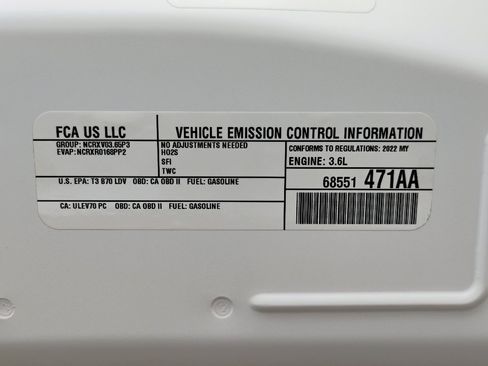 FCA US LLC
VEHICLE EMISSION CONTROL INFORMATION
GROUP: NCRXV03.65P3
EVAP: NCRXR0168PP2
NO ADJUSTMENTS NEEDED
HO2S
SFI
TWC
CONFORMS TO REGULATIONS: 2022 MY
ENGINE: 3.6L
U.S. EPA: T3 B70 LDV OBD: CA OBD II FUEL: GASOLINE
68551 471AA
CA: ULEV70 PC OBD: CA OBD II FUEL: GASOLINE